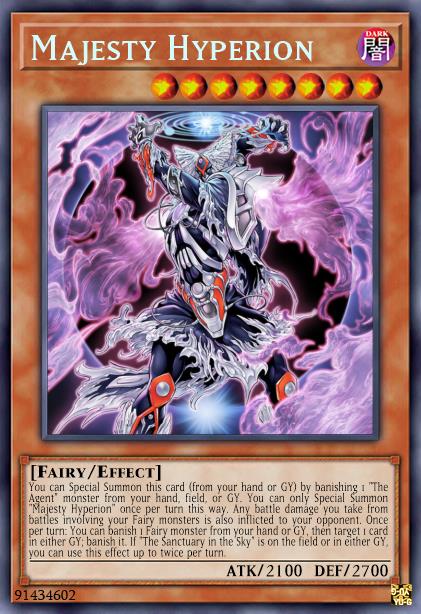 Majesty Hyperion
DARK
闇
[Fairy/Effect]
You can Special Summon this card (from your hand or GY) by banishing 1 "The
Agent" monster from your hand, field, or GY. You can only Special Summon
"Majesty Hyperion" once per turn this way. Any battle damage you take from
battles involving your Fairy monsters is also inflicted to your opponent. Once
per turn: You can banish 1 Fairy monster from your hand or GY, then target 1 card
in either GY; banish it. If "The Sanctuary in the Sky" is on the field or in either GY,
you can use this effect up to twice per turn.
ATK/2100 DEF/2700
91434602